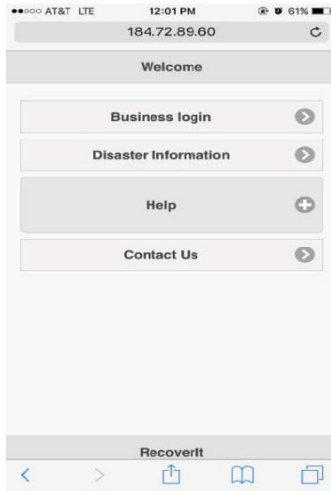 AT&T LTE 12:01 PM 61%
184.72.89.60
Welcome
Business login
Disaster Information
Help
Contact Us
RecoverIt